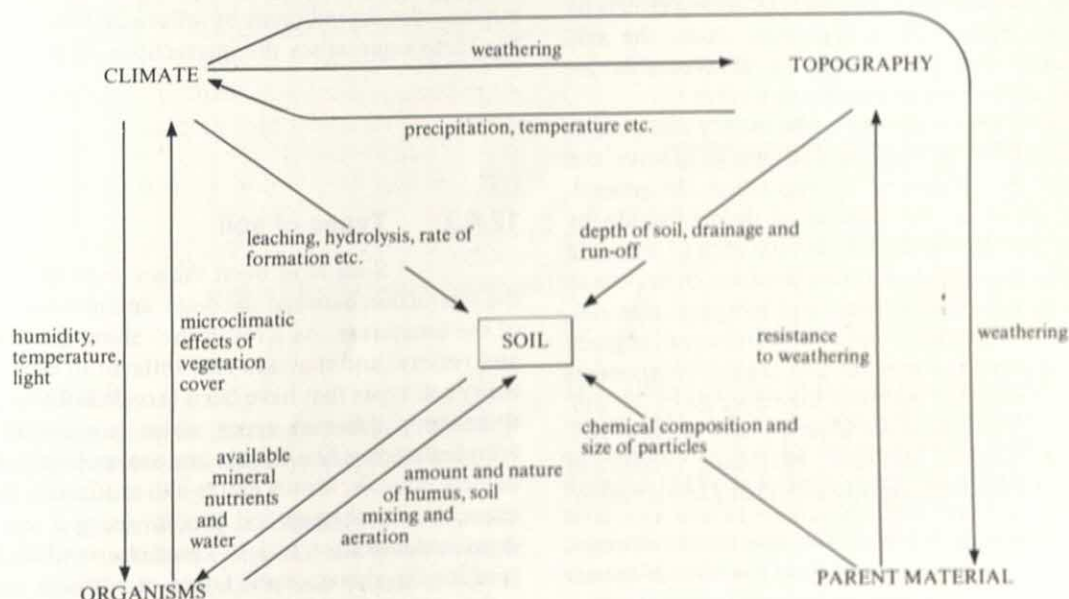 weathering
CLIMATE
TOPOGRAPHY
precipitation, temperature etc.
leaching, hydrolysis, rate of
formation etc.
depth of soil, drainage and
run-off
humidity,
temperature,
light
microclimatic
effects of
vegetation
cover
SOIL
resistance
to weathering
weathering
chemical composition and
size of particles
available
mineral
nutrients
and
water
amount and nature
of humus, soil
mixing and
aeration
ORGANISMS
PARENT MATERIAL